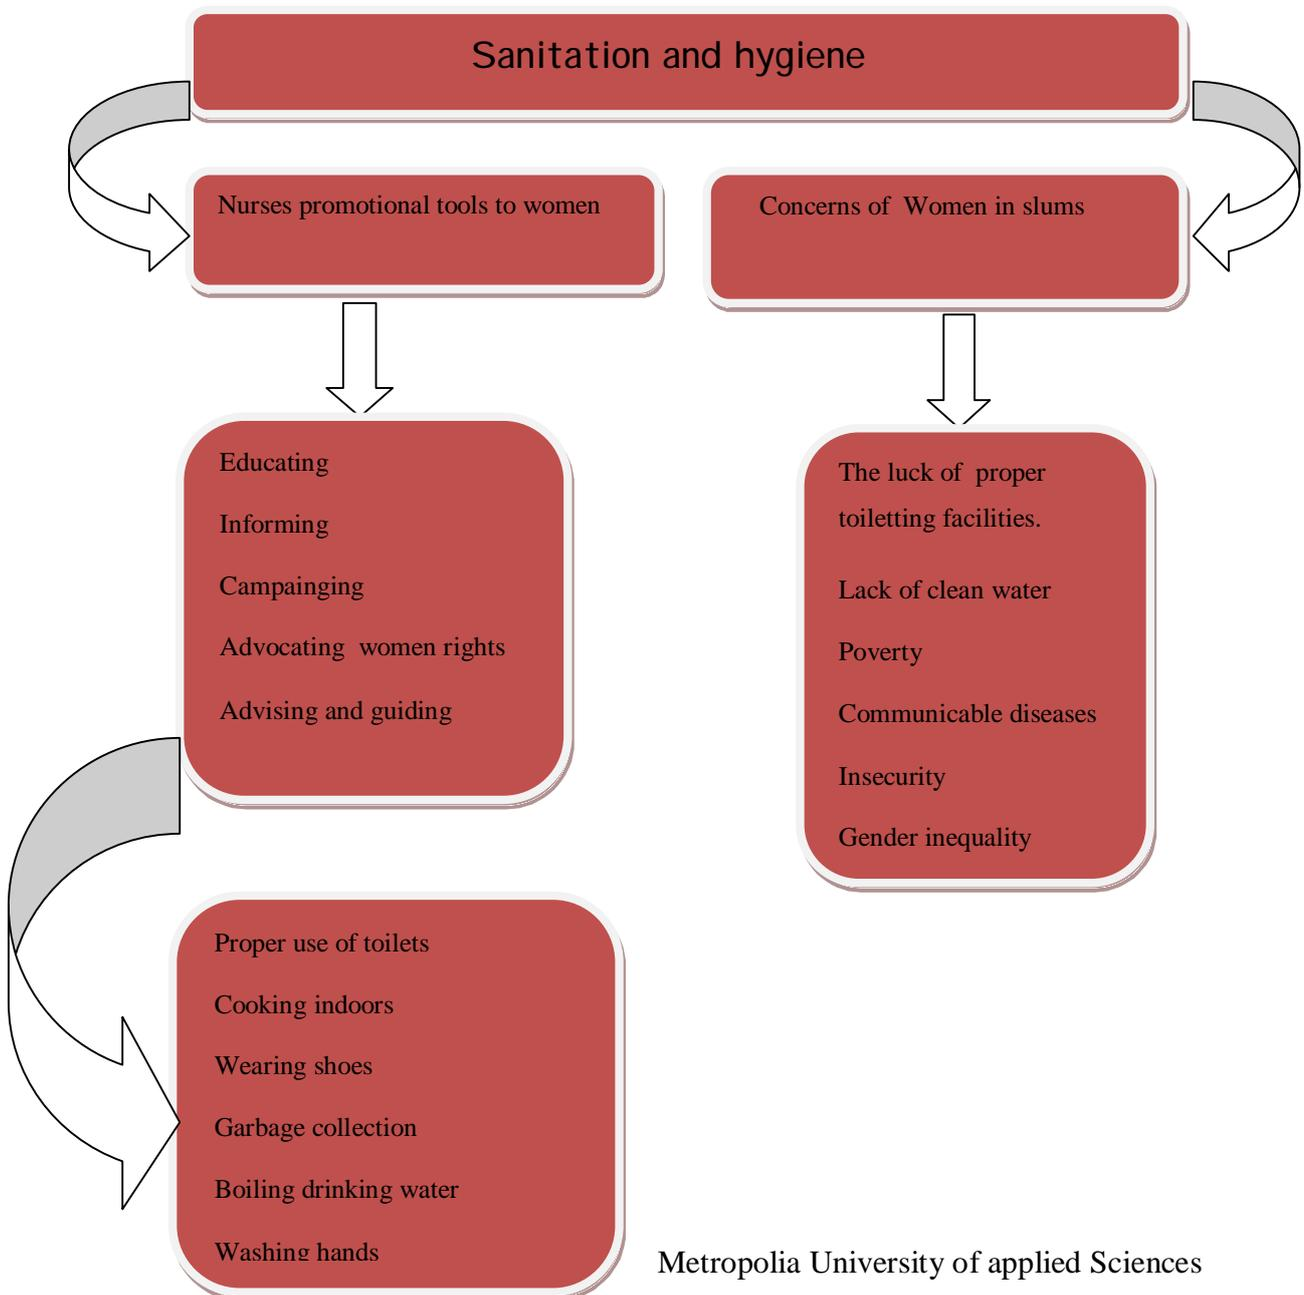 Sanitation and hygiene
Nurses promotional tools to women
Concerns of  Women in slums
Educating
Informing
Campainging
Advocating  women rights
Advising and guiding
The luck of  proper
toiletting facilities.
Lack of clean water
Poverty
Communicable diseases
Insecurity
Gender inequality
Proper use of toilets
Cooking indoors
Wearing shoes
Garbage collection
Boiling drinking water
Washing hands
Metropolia University of applied Sciences